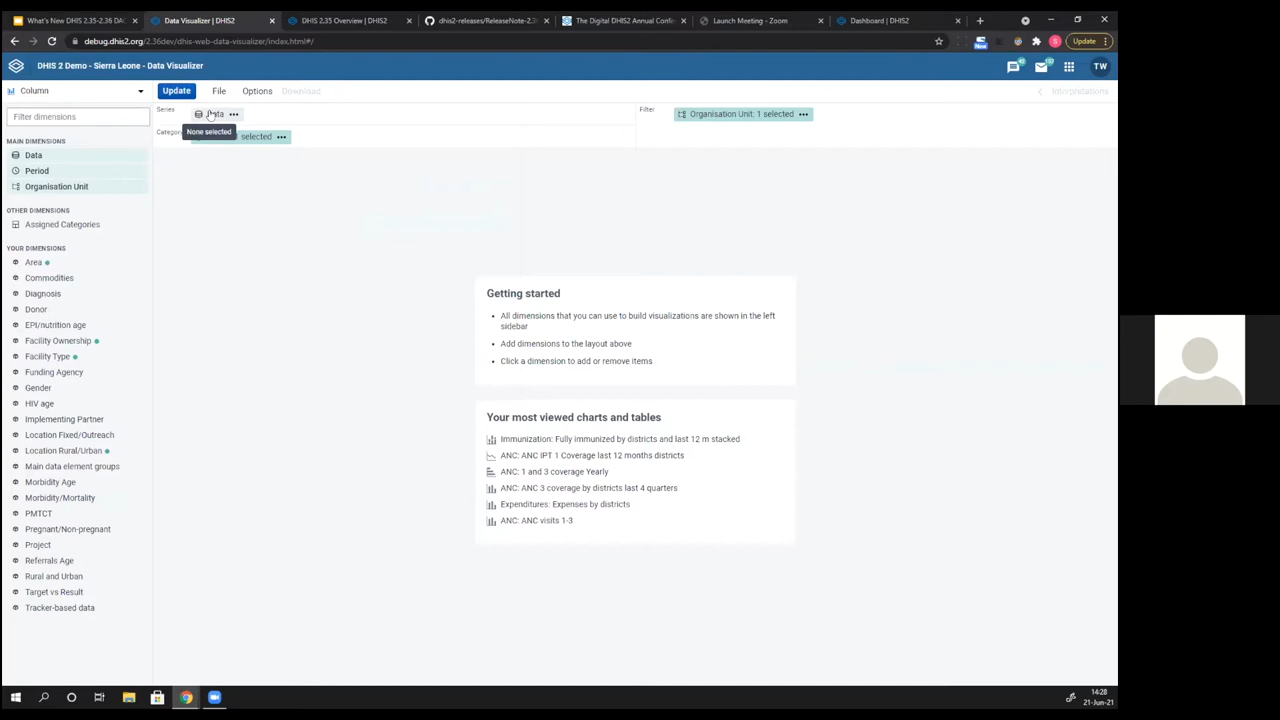 What's New DHIS 2.35-2.36 DAC
Data Visualizer | DHIS2
DHIS 2.35 Overview | DHIS2
dhis2-releases/ReleaseNote-2.3
The Digital DHIS2 Annual Confe
Launch Meeting - Zoom
Dashboard | DHIS2
debug.dhis2.org/2.36dev/dhis-web-data-visualizer/index.html#/
New
S
Update
DHIS 2 Demo - Sierra Leone - Data Visualizer
TW
Column
Update
File
Options
Download
Interpretations
Filter dimensions
Series
Data
Filter
Organisation Unit: 1 selected
None selected
Category
selected
MAIN DIMENSIONS
Data
Period
Organisation Unit
OTHER DIMENSIONS
Assigned Categories
YOUR DIMENSIONS
Area
Commodities
Diagnosis
Donor
EPI/nutrition age
Facility Ownership
Facility Type
Funding Agency
Gender
HIV age
Implementing Partner
Location Fixed/Outreach
Location Rural/Urban
Main data element groups
Morbidity Age
Morbidity/Mortality
PMTCT
Pregnant/Non-pregnant
Project
Referrals Age
Rural and Urban
Target vs Result
Tracker-based data
Getting started
All dimensions that you can use to build visualizations are shown in the left
sidebar
Add dimensions to the layout above
Click a dimension to add or remove items
Your most viewed charts and tables
Immunization: Fully immunized by districts and last 12 m stacked
ANC: ANC IPT 1 Coverage last 12 months districts
ANC: 1 and 3 coverage Yearly
ANC: ANC 3 coverage by districts last 4 quarters
Expenditures: Expenses by districts
ANC: ANC visits 1-3
14:28
21-Jun-21